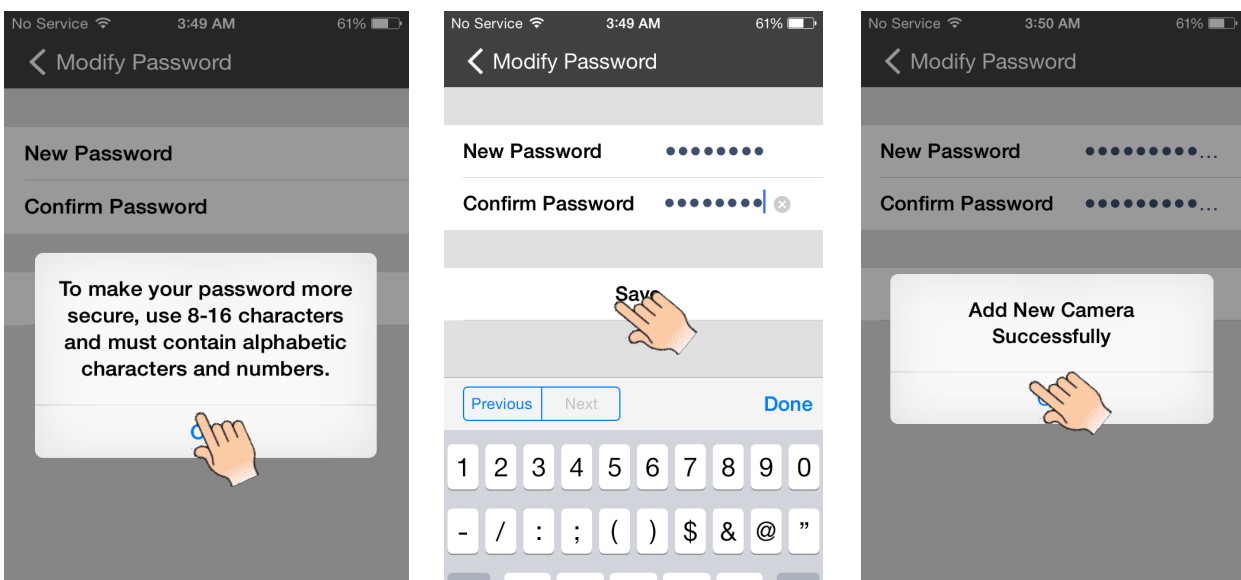 No Service 3:49 AM 61%
Modify Password
New Password
Confirm Password
To make your password more
secure, use 8-16 characters
and must contain alphabetic
characters and numbers.
No Service 3:49 AM 61%
Modify Password
New Password ●●●●●●●●
Confirm Password ●●●●●●●●
Save
Previous Next Done
1 2 3 4 5 6 7 8 9 0
- / : ; ( ) $ & @ ”
No Service 3:50 AM 61%
Modify Password
New Password ●●●●●●●●●...
Confirm Password ●●●●●●●●●...
Add New Camera
Successfully